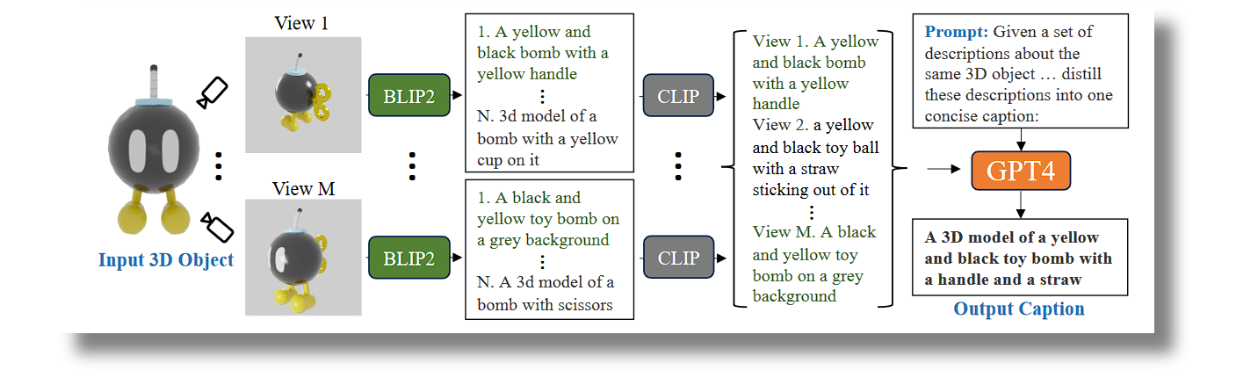 View 1
1. A yellow and
black bomb with a
yellow handle
N. 3d model of a
bomb with a yellow
cup on it
BLIP2
CLIP
View M
1. A black and
yellow toy bomb on
a grey background
N. A 3d model of a
bomb with scissors
BLIP2
CLIP
Input 3D Object
View 1. A yellow
and black bomb
with a yellow
handle
View 2. a yellow
and black toy ball
with a straw
sticking out of it
View M. A black
and yellow toy
bomb on a grey
background
Prompt: Given a set of
descriptions about the
same 3D object … distill
these descriptions into one
concise caption:
GPT4
A 3D model of a yellow
and black toy bomb with
a handle and a straw
Output Caption